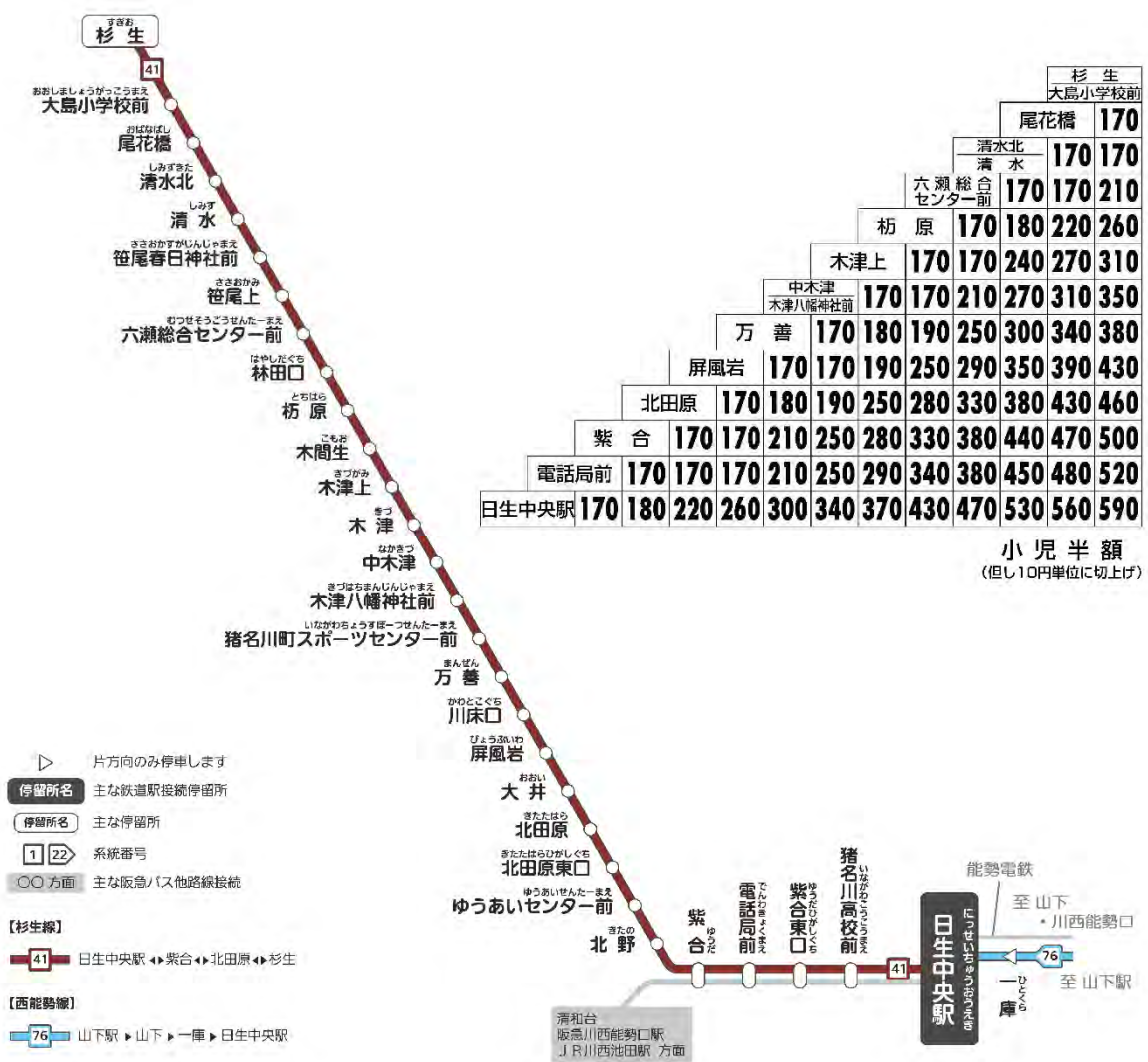 すぎお
杉生
41
おおしましょうがっこうまえ
大島小学校前
おばなばし
尾花橋
しみずきた
清水北
しみず
清水
ささおかすがじんじゃまえ
笹尾春日神社前
ささおかみ
笹尾上
むつせそうごうせんたーまえ
六瀬総合センター前
はやしだぐち
林田口
とちはら
栃原
こもお
木間生
きづがみ
木津上
きづ
木津
なかきづ
中木津
きづはちまんじんじゃまえ
木津八幡神社前
いながわちょうすぽーつせんたーまえ
猪名川町スポーツセンター前
まんぜん
万善
かわとこぐち
川床口
びょうぶいわ
屏風岩
おおい
大井
きたたはら
北田原
きたたはらひがしぐち
北田原東口
ゆうあいせんたーまえ
ゆうあいセンター前
きたの
北野
紫合
ゆうだ
電話局前
でんわきょくまえ
紫合東口
ゆうだひがしぐち
猪名川高校前
いながわこうこうまえ
41
日生中央駅
にっせいちゅうおうえき
能勢電鉄
至 山下
・川西能勢口
76
一庫
ひとくら
至 山下駅
清和台
阪急川西能勢口駅
JR川西池田駅 方面
杉生
大島小学校前
尾花橋 170
清水北
清水 170 170
六瀬総合
センター前 170 170 210
栃原 170 180 220 260
木津上 170 170 240 270 310
中木津
木津八幡神社前 170 170 210 270 310 350
万善 170 180 190 250 300 340 380
屏風岩 170 170 190 250 290 350 390 430
北田原 170 180 190 250 280 330 380 430 460
紫合 170 170 210 250 280 330 380 440 470 500
電話局前 170 170 170 210 250 290 340 380 450 480 520
日生中央駅 170 180 220 260 300 340 370 430 470 530 560 590
小児半額
(但し10円単位に切上げ)
▷ 片方向のみ停車します
停留所名 主な鉄道駅接続停留所
停留所名 主な停留所
1 22 系統番号
○○方面 主な阪急バス他路線接続
【杉生線】
41 日生中央駅◂▸紫合◂▸北田原◂▸杉生
【西能勢線】
76 山下駅▸山下▸一庫▸日生中央駅